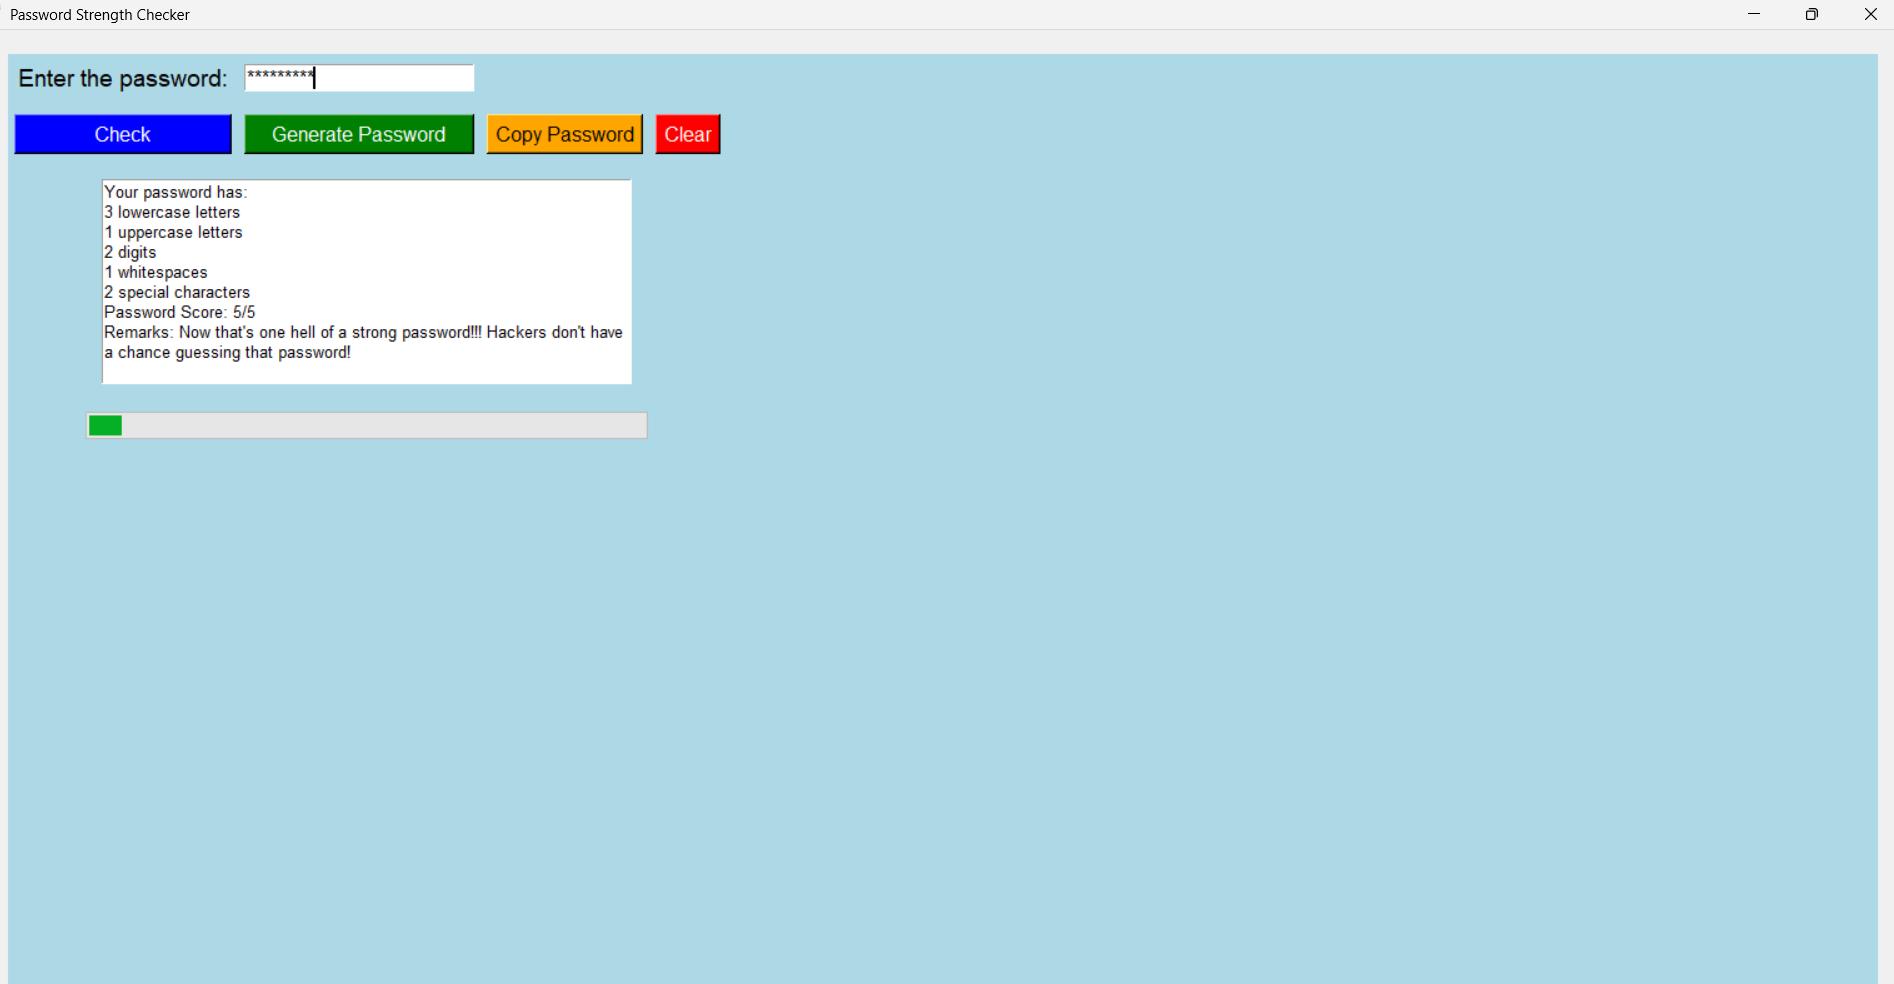 Password Strength Checker
Enter the password: *********
Check Generate Password Copy Password Clear
Your password has:
3 lowercase letters
1 uppercase letters
2 digits
1 whitespaces
2 special characters
Password Score: 5/5
Remarks: Now that's one hell of a strong password!!! Hackers don't have
a chance guessing that password!